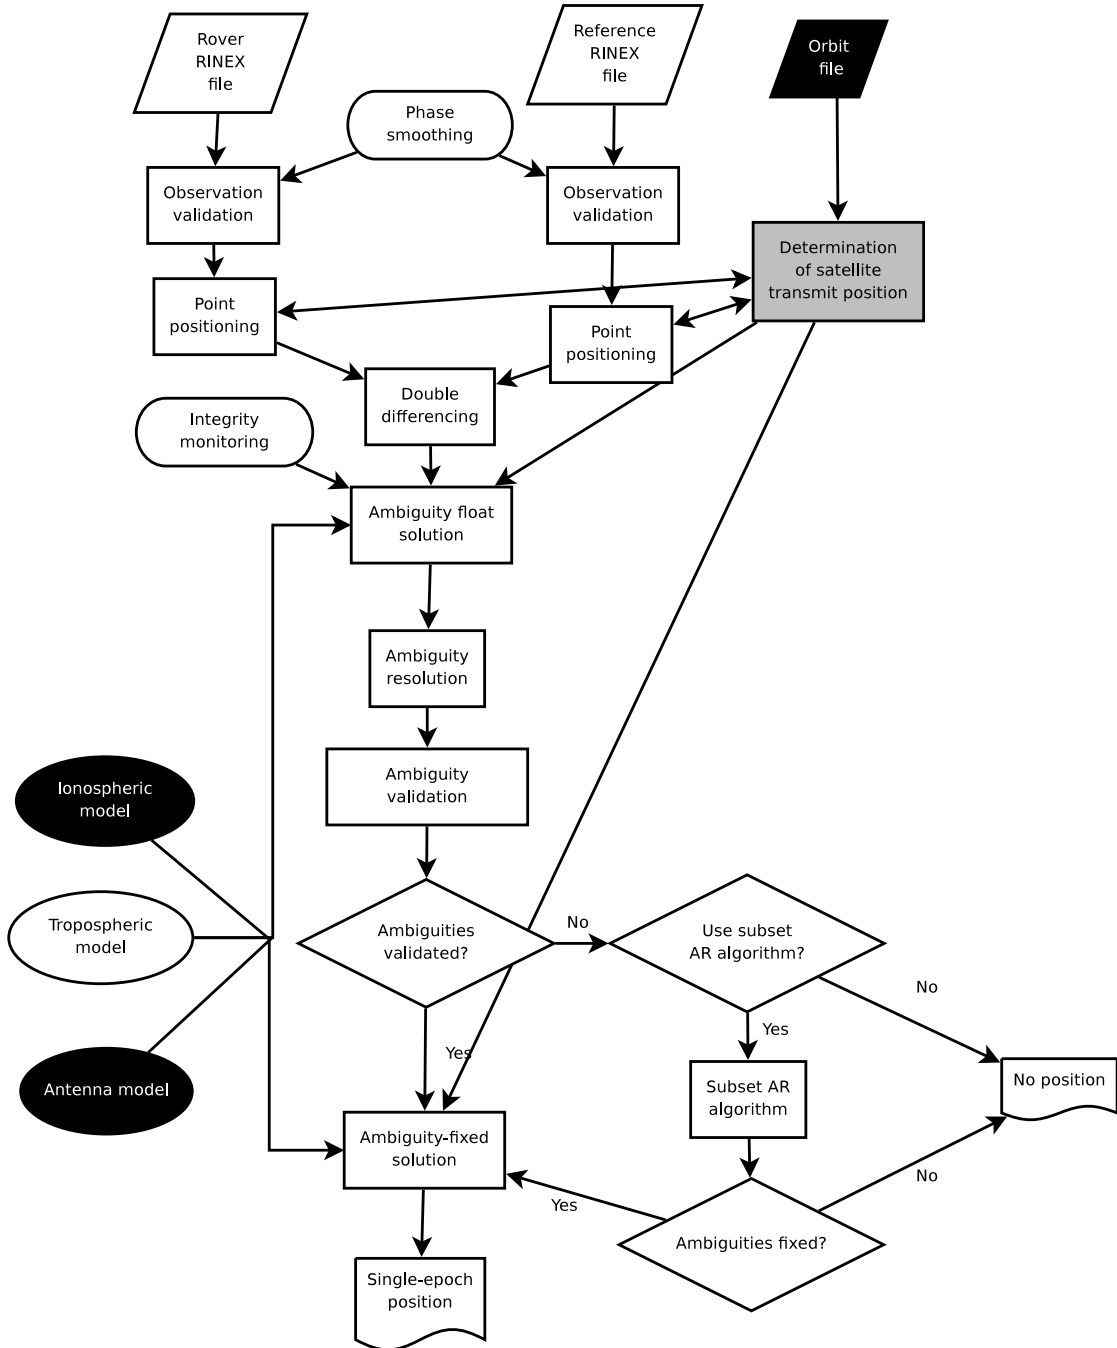 Rover
RINEX
file
Reference
RINEX
file
Orbit
file
Phase
smoothing
Observation
validation
Observation
validation
Determination
of satellite
transmit position
Point
positioning
Point
positioning
Double
differencing
Integrity
monitoring
Ambiguity float
solution
Ambiguity
resolution
Ambiguity
validation
Ionospheric
model
Tropospheric
model
Antenna model
Ambiguities
validated?
No
Use subset
AR algorithm?
No
Yes
Yes
Subset AR
algorithm
No position
Ambiguity-fixed
solution
Yes
No
Ambiguities fixed?
Single-epoch
position